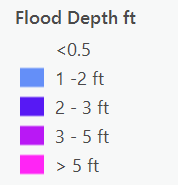 Flood Depth ft
<0.5
1 -2 ft
2 - 3 ft
3 - 5 ft
> 5 ft